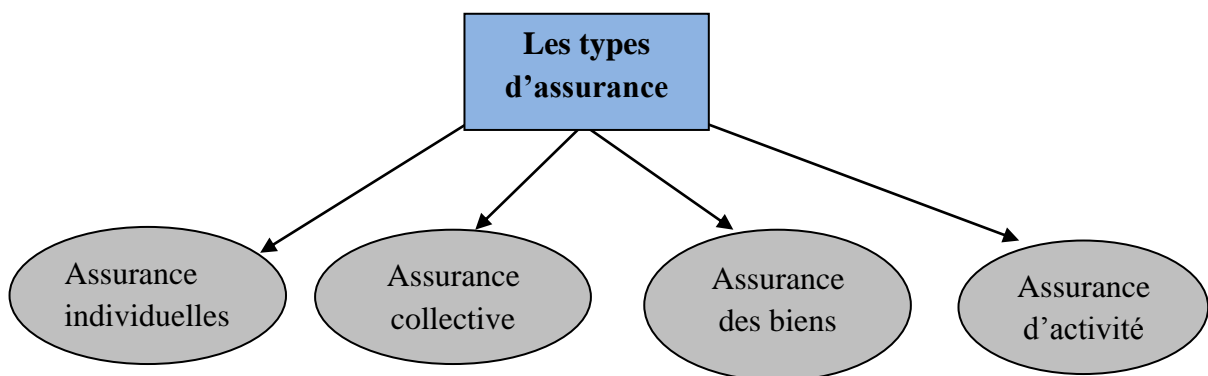 Les types
d'assurance
Assurance
individuelles
Assurance
collective
Assurance
des biens
Assurance
d'activité